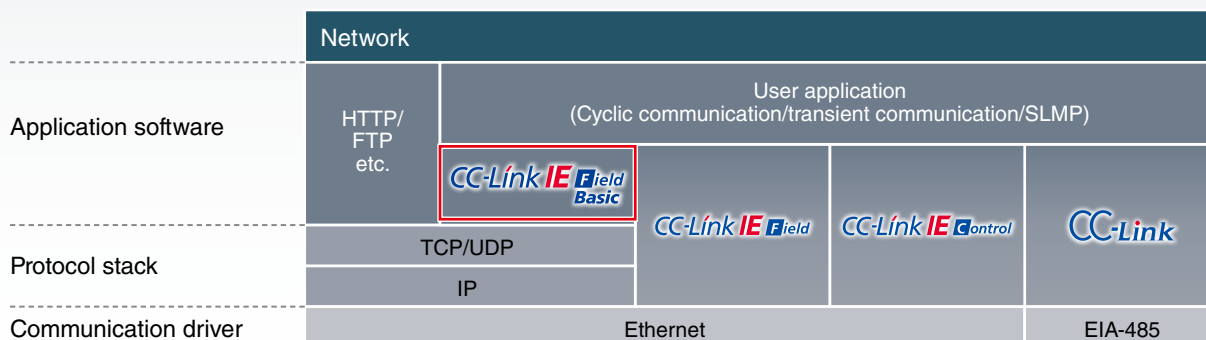 Network
Application software
HTTP/
FTP
etc.
User application
(Cyclic communication/transient communication/SLMP)
CC-Link IE Field
Basic
CC-Link IE Field
CC-Link IE Control
CC-Link
Protocol stack
TCP/UDP
IP
Communication driver
Ethernet
EIA-485